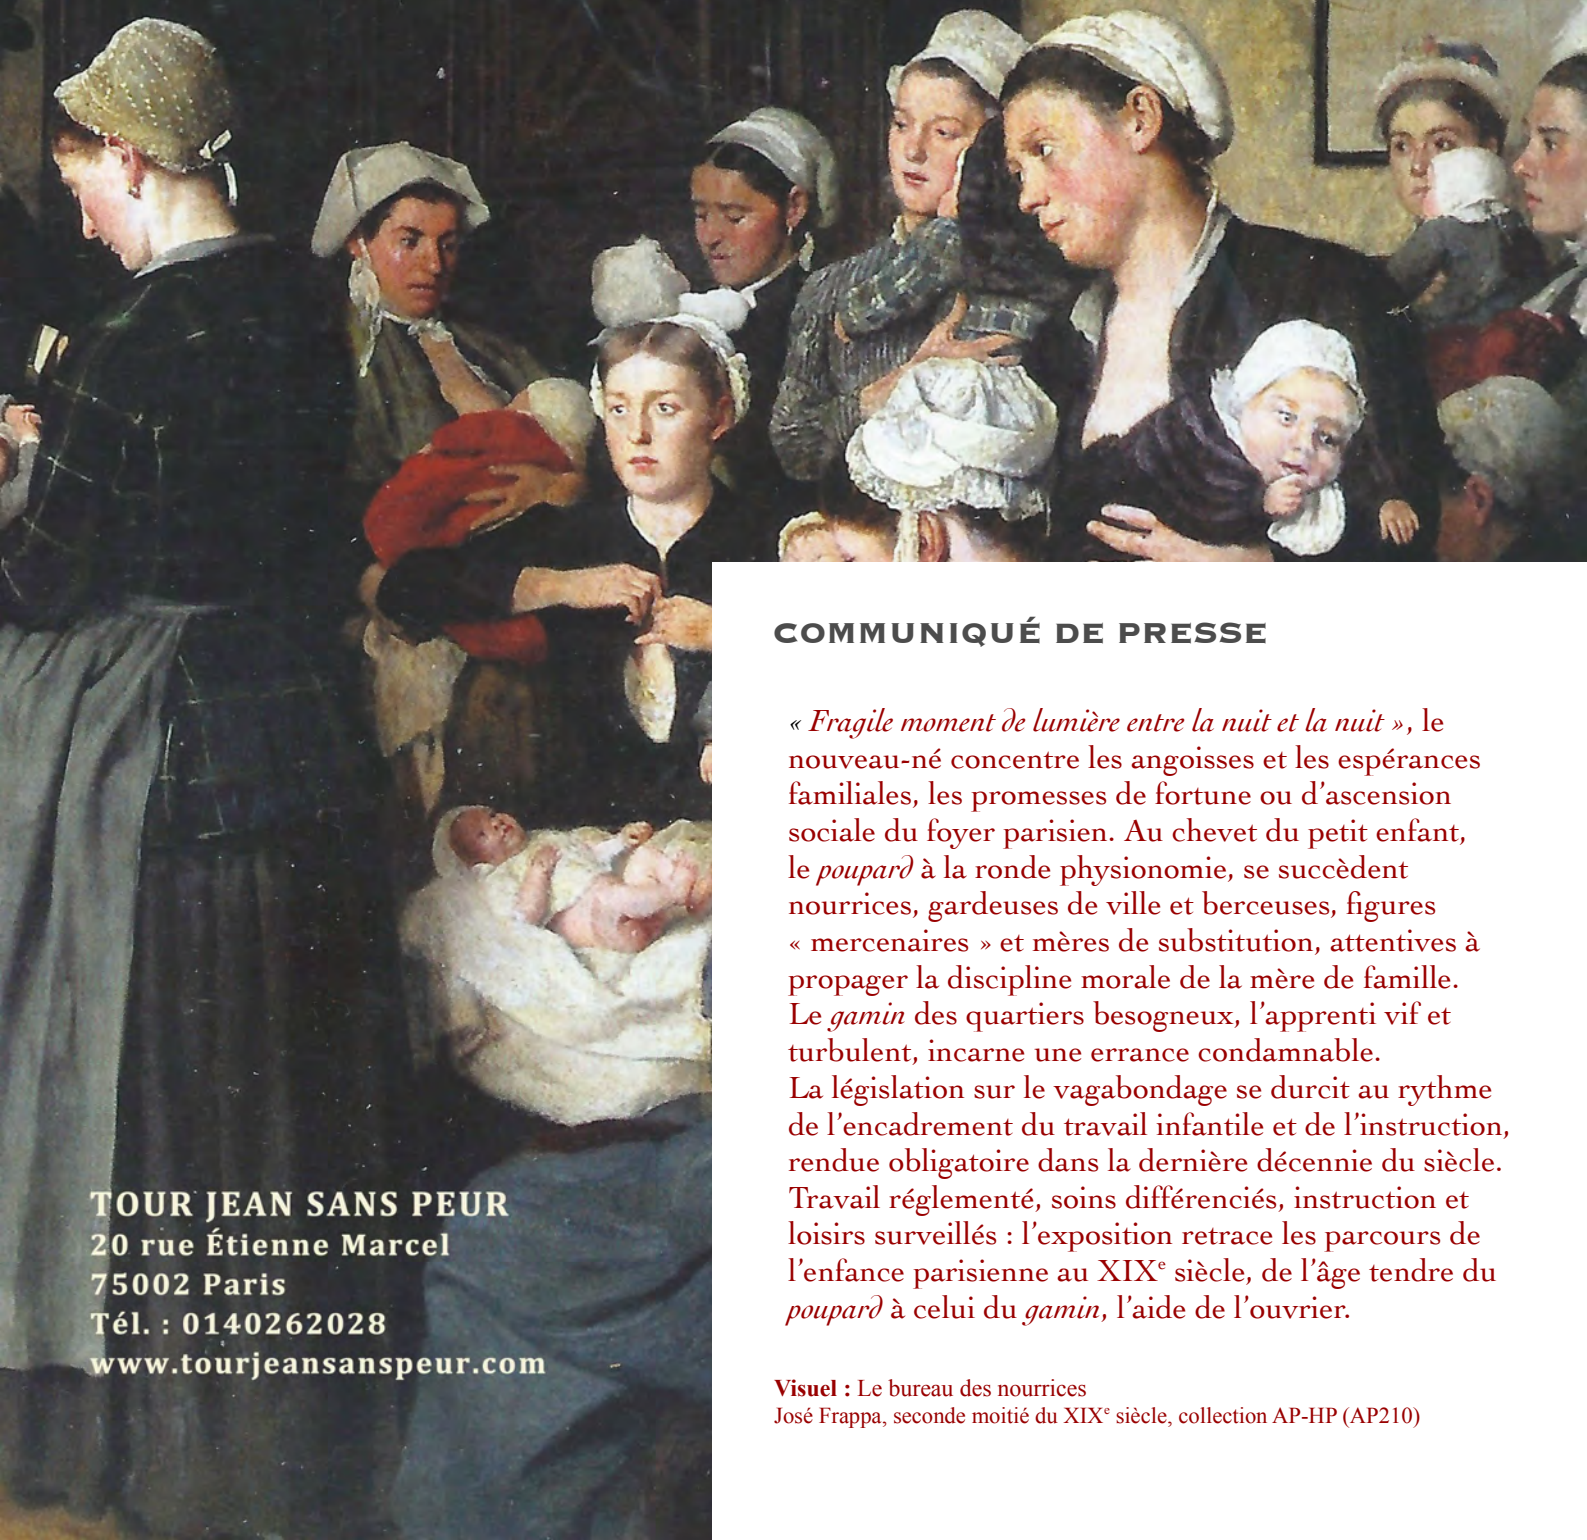 COMMUNIQUÉ DE PRESSE
« Fragile moment de lumière entre la nuit et la nuit », le
nouveau-né concentre les angoisses et les espérances
familiales, les promesses de fortune ou d’ascension
sociale du foyer parisien. Au chevet du petit enfant,
le poupard à la ronde physionomie, se succèdent
nourrices, gardeuses de ville et berceuses, figures
« mercenaires » et mères de substitution, attentives à
propager la discipline morale de la mère de famille.
Le gamin des quartiers besogneux, l’apprenti vif et
turbulent, incarne une errance condamnable.
La législation sur le vagabondage se durcit au rythme
de l’encadrement du travail infantile et de l’instruction,
rendue obligatoire dans la dernière décennie du siècle.
Travail réglementé, soins différenciés, instruction et
loisirs surveillés : l’exposition retrace les parcours de
l’enfance parisienne au XIXe siècle, de l’âge tendre du
poupard à celui du gamin, l’aide de l’ouvrier.
Visuel : Le bureau des nourrices
José Frappa, seconde moitié du XIXe siècle, collection AP-HP (AP210)
TOUR JEAN SANS PEUR
20 rue Étienne Marcel
75002 Paris
Tél. : 0140262028
www.tourjeansanspeur.com